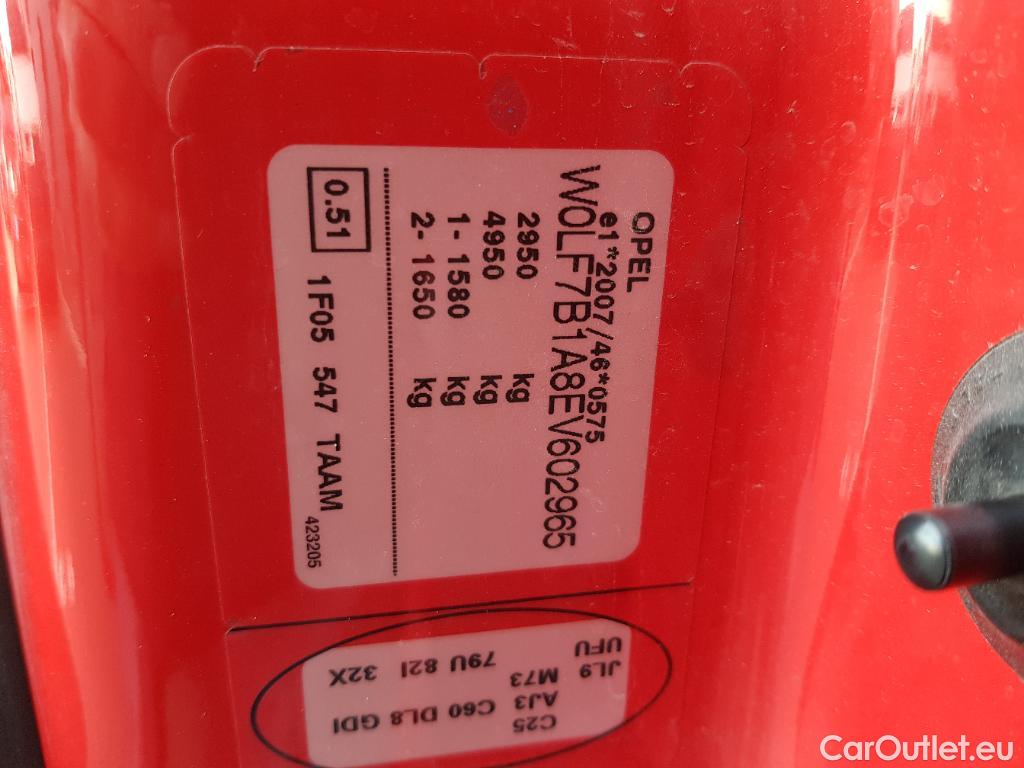 OPEL
e1*2007/46*0575
W0LF7B1A8EV602965
2950 kg
4950 kg
1- 1580 kg
2- 1650 kg
0.51 1F05 547 TAAM
423205
C25
AJ3 C60 DL8 GDI
JL9 M73
UFU 79U 82I 32X
CarOutlet.eu